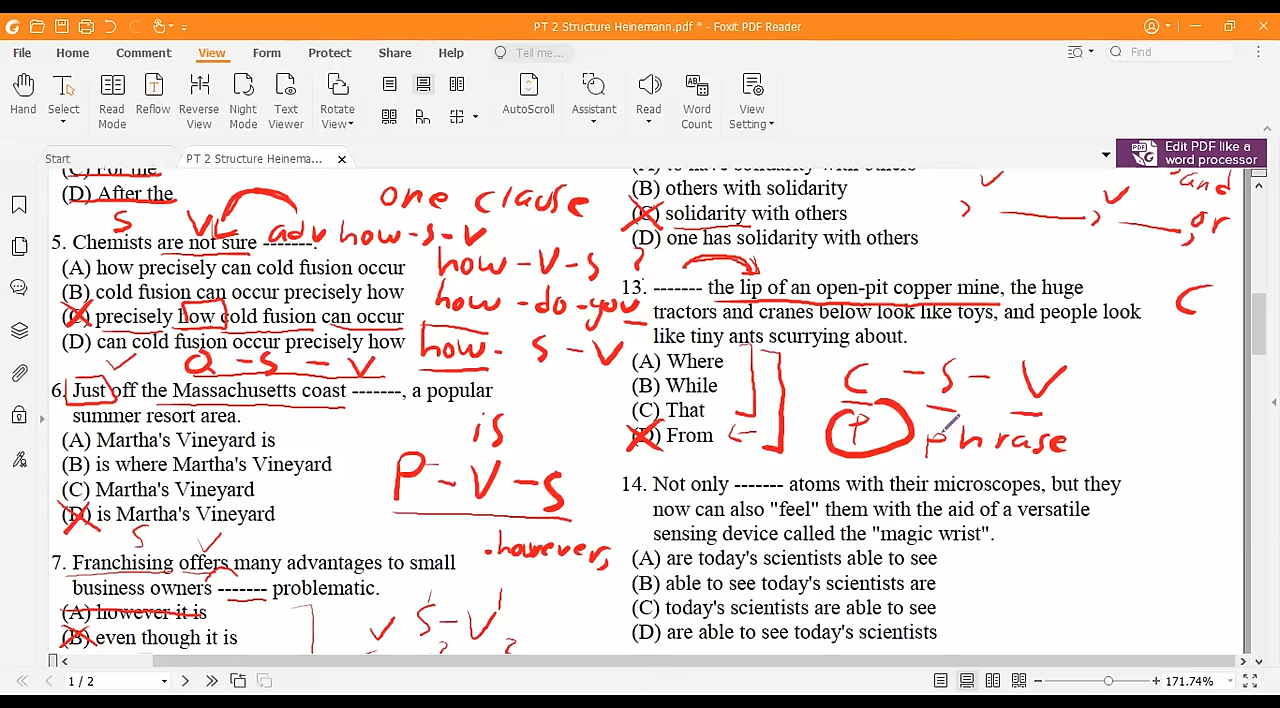 PT 2 Structure Heinemann.pdf * - Foxit PDF Reader
File Home Comment Convert View Form Protect Share Help Tell me... Find
Hand Select Read Mode Reflow Reverse View Night Mode Text Viewer Rotate View AutoScroll Assistant Read Word Count View Setting
Start PT 2 Structure Heinema... Edit PDF like a word processor
(C) For the
(D) After the
one clause
S VL adv how-S-V
5. Chemists are not sure -------.
(A) how precisely can cold fusion occur
(B) cold fusion can occur precisely how
(C) precisely how cold fusion can occur
(D) can cold fusion occur precisely how
how-V-S ?
how-do-you
how- S-V
Q-S-V
6. Just off the Massachusetts coast -------, a popular
summer resort area.
(A) Martha's Vineyard is
(B) is where Martha's Vineyard
(C) Martha's Vineyard
(D) is Martha's Vineyard
is
P-V-S
S V
.however,
7. Franchising offers many advantages to small
business owners ------- problematic.
(A) however it is
(B) even though it is
S-V
(A) to have solidarity with others
(B) others with solidarity
(C) solidarity with others
(D) one has solidarity with others
and
, , , or
13. ------- the lip of an open-pit copper mine, the huge
tractors and cranes below look like toys, and people look
like tiny ants scurrying about.
(A) Where
(B) While
(C) That
(D) From
C
C-S-V
P phrase
14. Not only ------- atoms with their microscopes, but they
now can also "feel" them with the aid of a versatile
sensing device called the "magic wrist".
(A) are today's scientists able to see
(B) able to see today's scientists are
(C) today's scientists are able to see
(D) are able to see today's scientists
1 / 2 171.74%